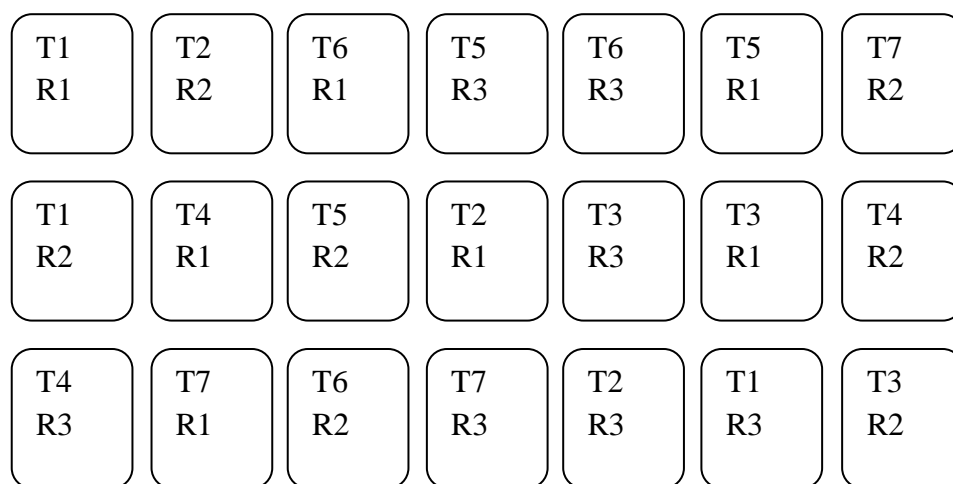 T1 T2 T6 T5 T6 T5 T7
R1 R2 R1 R3 R3 R1 R2
T1 T4 T5 T2 T3 T3 T4
R2 R1 R2 R1 R3 R1 R2
T4 T7 T6 T7 T2 T1 T3
R3 R1 R2 R3 R3 R3 R2